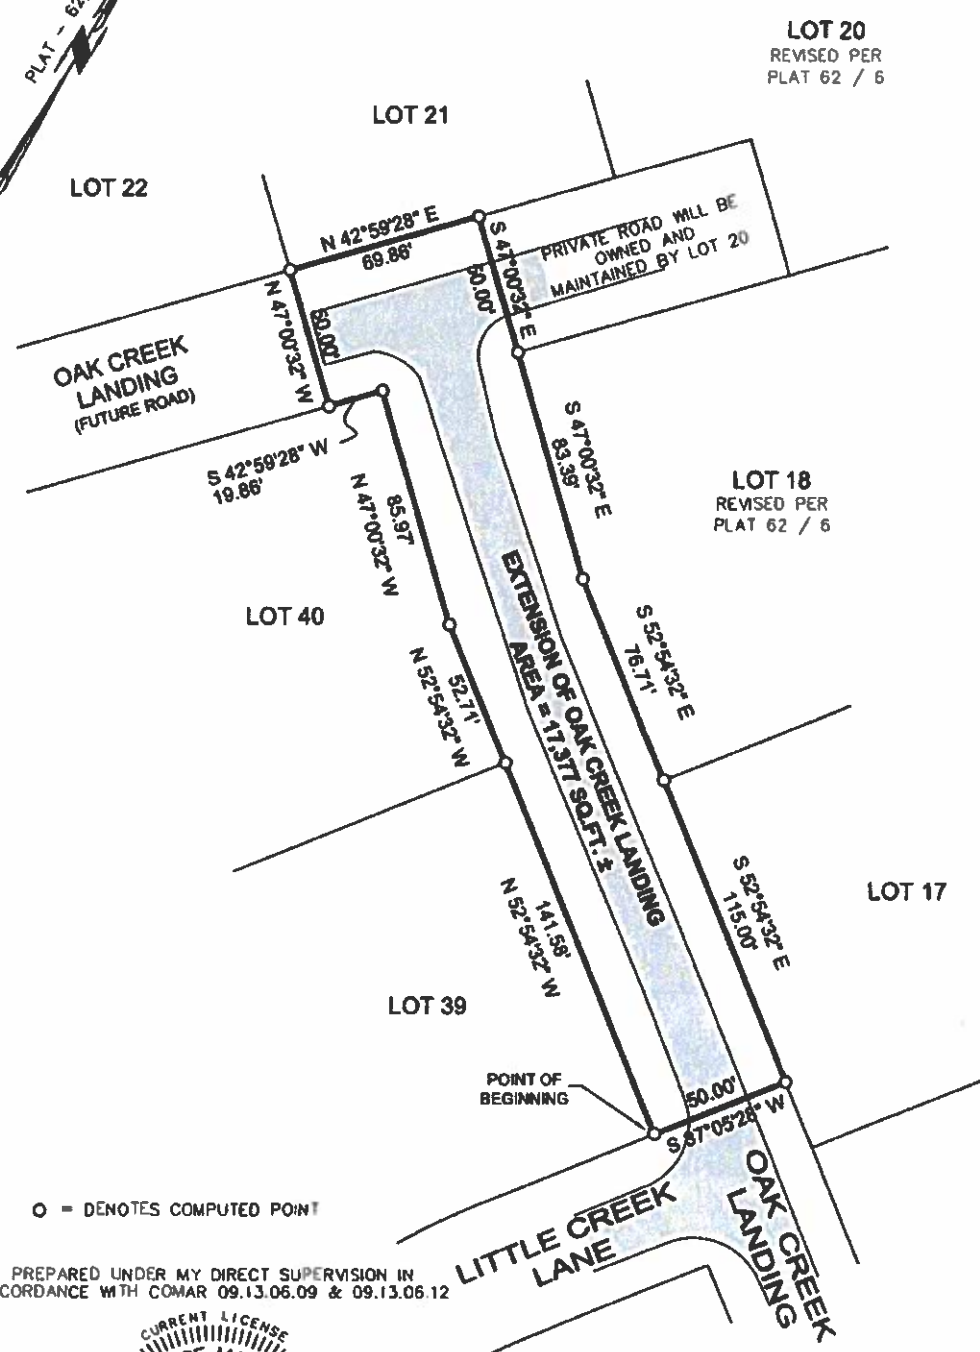 PLAT - 62
LOT 20
REVISED PER
PLAT 62 / 6
LOT 21
LOT 22
N 42°59'28" E
69.86'
S 47°00'32" E
50.00'
PRIVATE ROAD WILL BE
OWNED AND
MAINTAINED BY LOT 20
N 47°00'32" W
50.00'
OAK CREEK
LANDING
(FUTURE ROAD)
S 42°59'28" W
19.86'
S 47°00'32" E
83.39'
LOT 18
REVISED PER
PLAT 62 / 6
85.97'
N 47°00'32" W
LOT 40
EXTENSION OF OAK CREEK LANDING
AREA = 17,377 SQ.FT. ±
S 52°54'32" E
76.71'
52.71'
N 52°54'32" W
S 52°54'32" E
115.00'
LOT 17
141.58'
N 52°54'32" W
LOT 39
POINT OF
BEGINNING
50.00'
S 37°05'28" W
OAK CREEK
LANDING
LITTLE CREEK
LANE
O = DENOTES COMPUTED POINT
PREPARED UNDER MY DIRECT SUPERVISION IN
CORDANCE WITH COMAR 09.13.06.09 & 09.13.06.12
CURRENT LICENSE